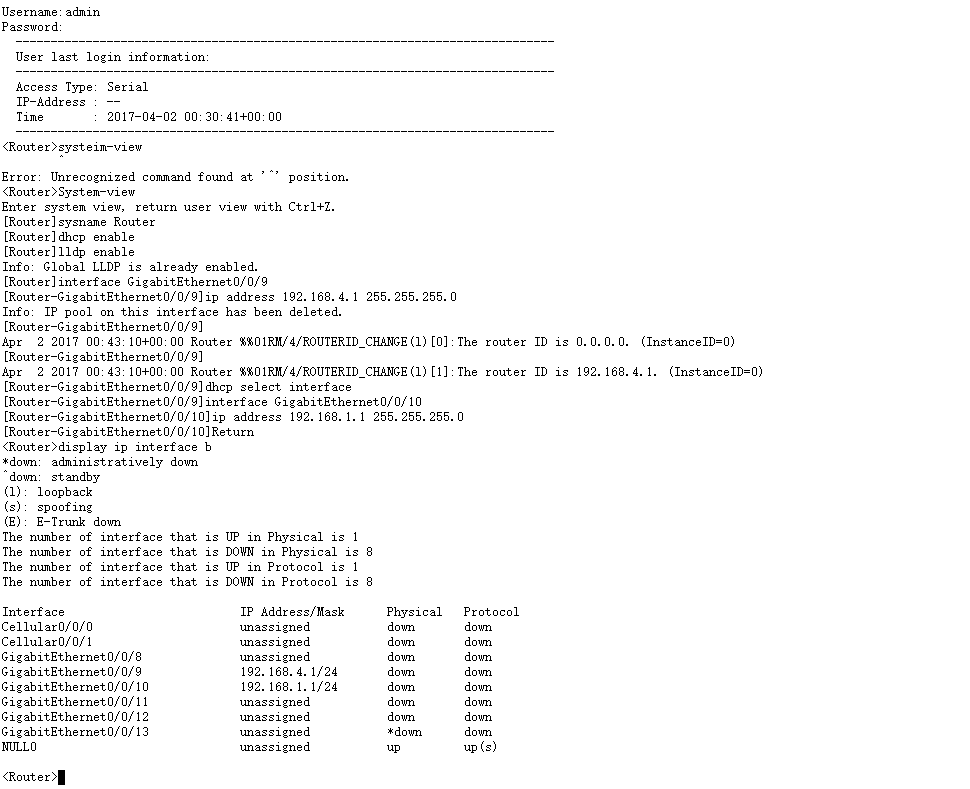 Username:admin
Password:
-----------------------------------------------------------------------------
User last login information:
-----------------------------------------------------------------------------
Access Type: Serial
IP-Address : --
Time       : 2017-04-02 00:30:41+00:00
-----------------------------------------------------------------------------
<Router>systeim-view
^
Error: Unrecognized command found at '^' position.
<Router>System-view
Enter system view, return user view with Ctrl+Z.
[Router]sysname Router
[Router]dhcp enable
[Router]lldp enable
Info: Global LLDP is already enabled.
[Router]interface GigabitEthernet0/0/9
[Router-GigabitEthernet0/0/9]ip address 192.168.4.1 255.255.255.0
Info: IP pool on this interface has been deleted.
[Router-GigabitEthernet0/0/9]
Apr  2 2017 00:43:10+00:00 Router %%01RM/4/ROUTERID_CHANGE(l)[0]:The router ID is 0.0.0.0. (InstanceID=0)
[Router-GigabitEthernet0/0/9]
Apr  2 2017 00:43:10+00:00 Router %%01RM/4/ROUTERID_CHANGE(l)[1]:The router ID is 192.168.4.1. (InstanceID=0)
[Router-GigabitEthernet0/0/9]dhcp select interface
[Router-GigabitEthernet0/0/9]interface GigabitEthernet0/0/10
[Router-GigabitEthernet0/0/10]ip address 192.168.1.1 255.255.255.0
[Router-GigabitEthernet0/0/10]Return
<Router>display ip interface b
*down: administratively down
^down: standby
(l): loopback
(s): spoofing
(E): E-Trunk down
The number of interface that is UP in Physical is 1
The number of interface that is DOWN in Physical is 8
The number of interface that is UP in Protocol is 1
The number of interface that is DOWN in Protocol is 8
Interface                         IP Address/Mask      Physical   Protocol
Cellular0/0/0                     unassigned           down       down
Cellular0/0/1                     unassigned           down       down
GigabitEthernet0/0/8              unassigned           down       down
GigabitEthernet0/0/9              192.168.4.1/24       down       down
GigabitEthernet0/0/10             192.168.1.1/24       down       down
GigabitEthernet0/0/11             unassigned           down       down
GigabitEthernet0/0/12             unassigned           down       down
GigabitEthernet0/0/13             unassigned           *down      down
NULL0                             unassigned           up         up(s)
<Router>